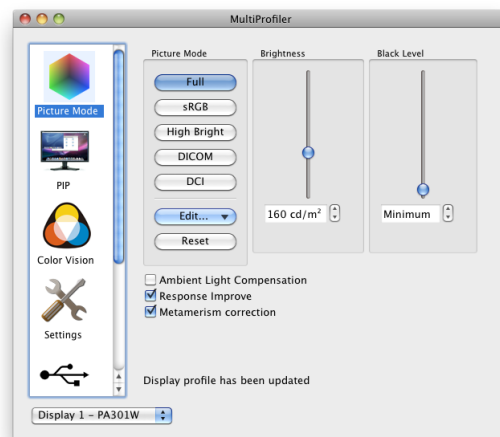 MultiProfiler
Picture Mode
PIP
Color Vision
Settings
Picture Mode
Full
sRGB
High Bright
DICOM
DCI
Edit...
Reset
Brightness
160 cd/m²
Black Level
Minimum
Ambient Light Compensation
Response Improve
Metamerism correction
Display profile has been updated
Display 1 - PA301W